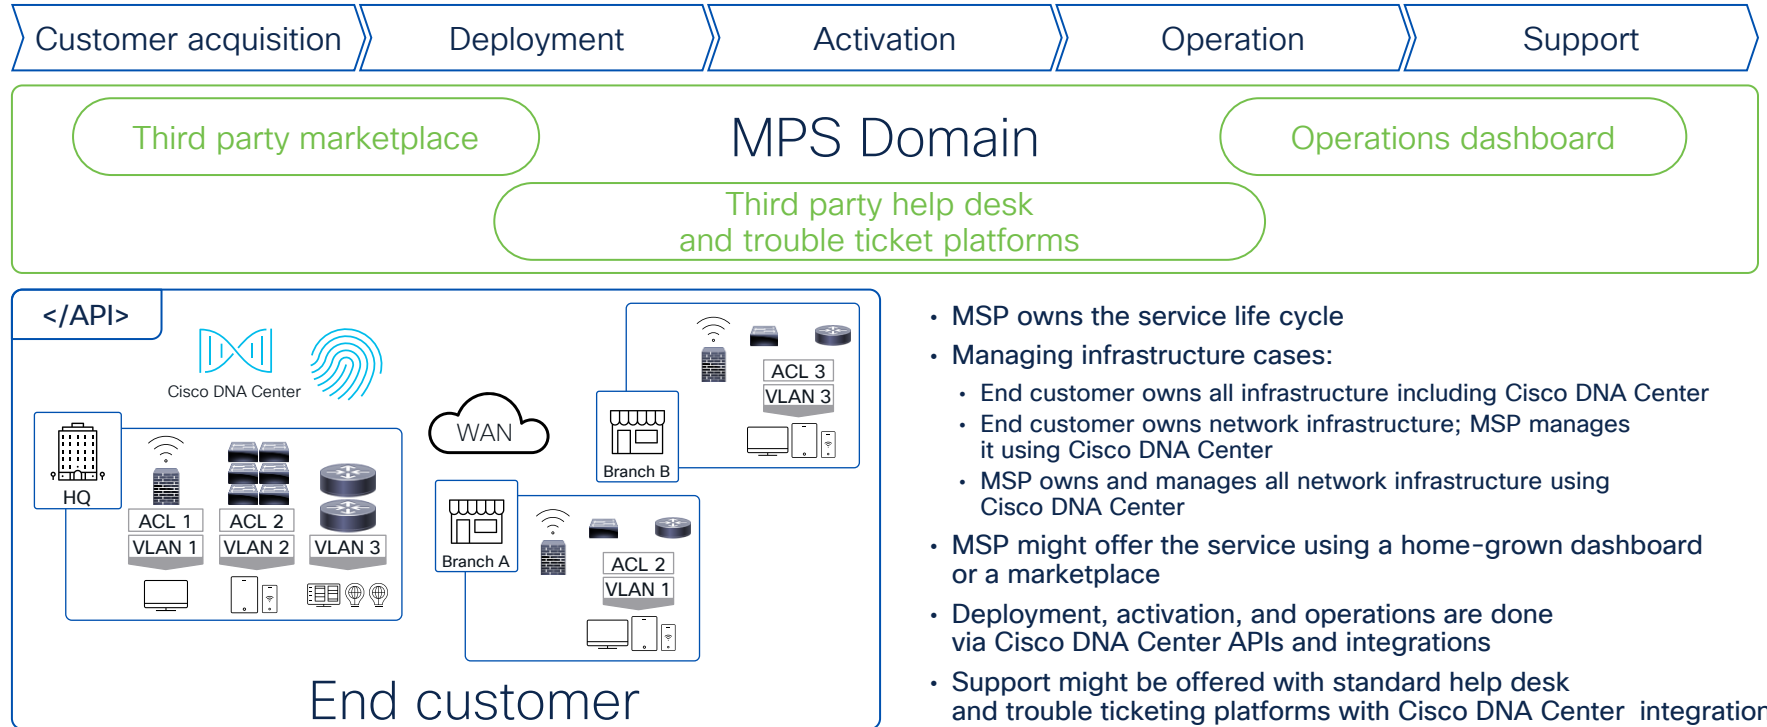 Customer acquisition
Deployment
Activation
Operation
Support
Third party marketplace
MPS Domain
Operations dashboard
Third party help desk
and trouble ticket platforms
</API>
Cisco DNA Center
HQ
ACL 1
VLAN 1
ACL 2
VLAN 2
VLAN 3
WAN
Branch B
ACL 3
VLAN 3
Branch A
ACL 2
VLAN 1
End customer
• MSP owns the service life cycle
• Managing infrastructure cases:
• End customer owns all infrastructure including Cisco DNA Center
• End customer owns network infrastructure; MSP manages
it using Cisco DNA Center
• MSP owns and manages all network infrastructure using
Cisco DNA Center
• MSP might offer the service using a home-grown dashboard
or a marketplace
• Deployment, activation, and operations are done
via Cisco DNA Center APIs and integrations
• Support might be offered with standard help desk
and trouble ticketing platforms with Cisco DNA Center integration